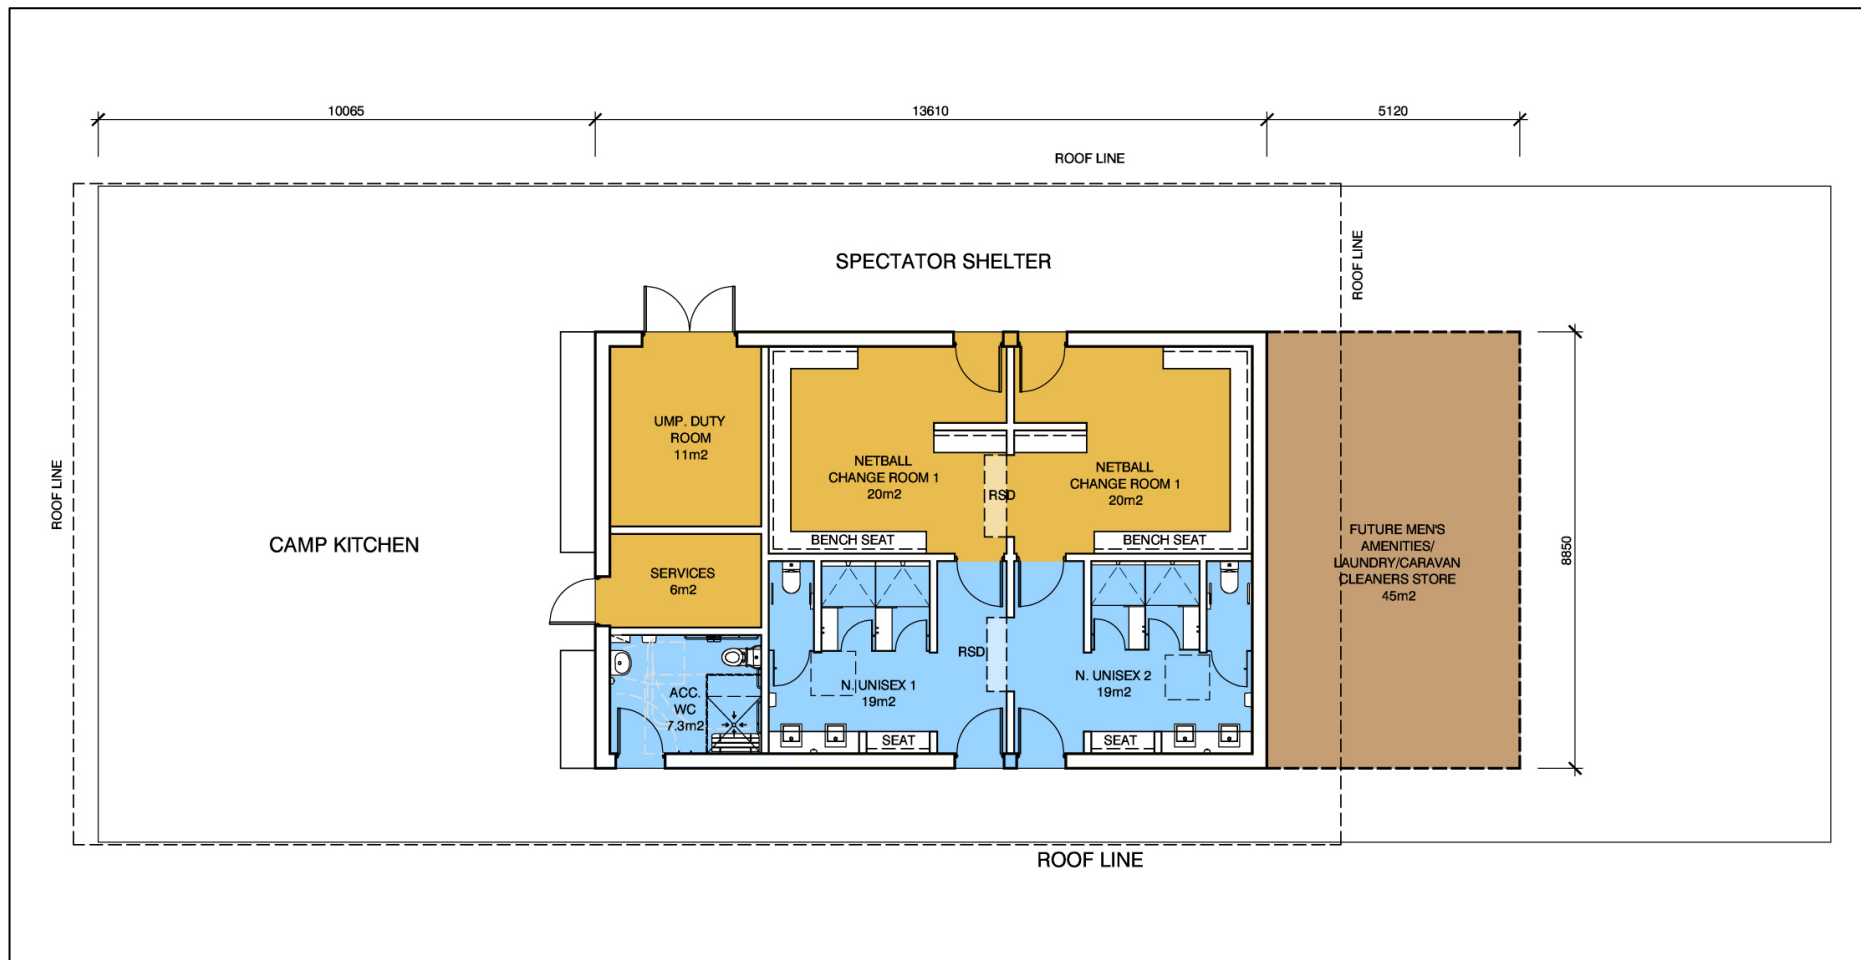 10065
13610
5120
ROOF LINE
SPECTATOR SHELTER
ROOF LINE
ROOF LINE
CAMP KITCHEN
UMP. DUTY
ROOM
11m2
NETBALL
CHANGE ROOM 1
20m2
RSD
NETBALL
CHANGE ROOM 1
20m2
BENCH SEAT
BENCH SEAT
SERVICES
6m2
FUTURE MEN'S
AMENITIES/
LAUNDRY/CARAVAN
CLEANERS STORE
45m2
8850
ACC.
WC
7.3m2
N. UNISEX 1
19m2
RSD
N. UNISEX 2
19m2
SEAT
SEAT
ROOF LINE